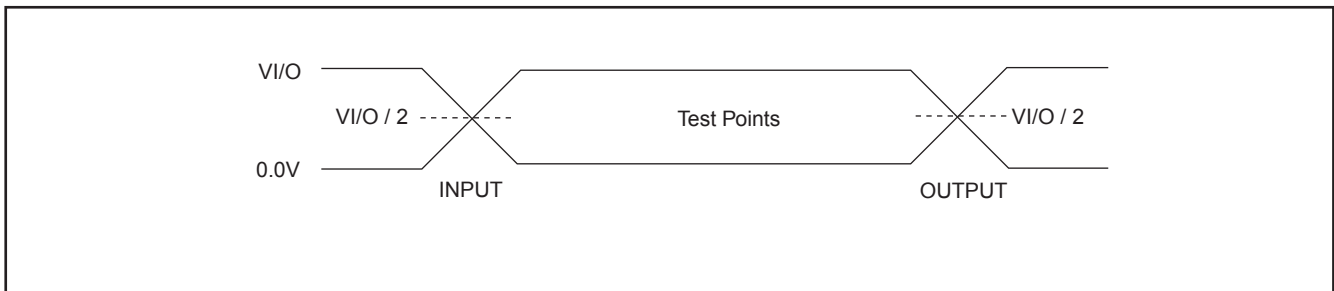 VI/O
VI/O / 2
Test Points
VI/O / 2
0.0V
INPUT
OUTPUT